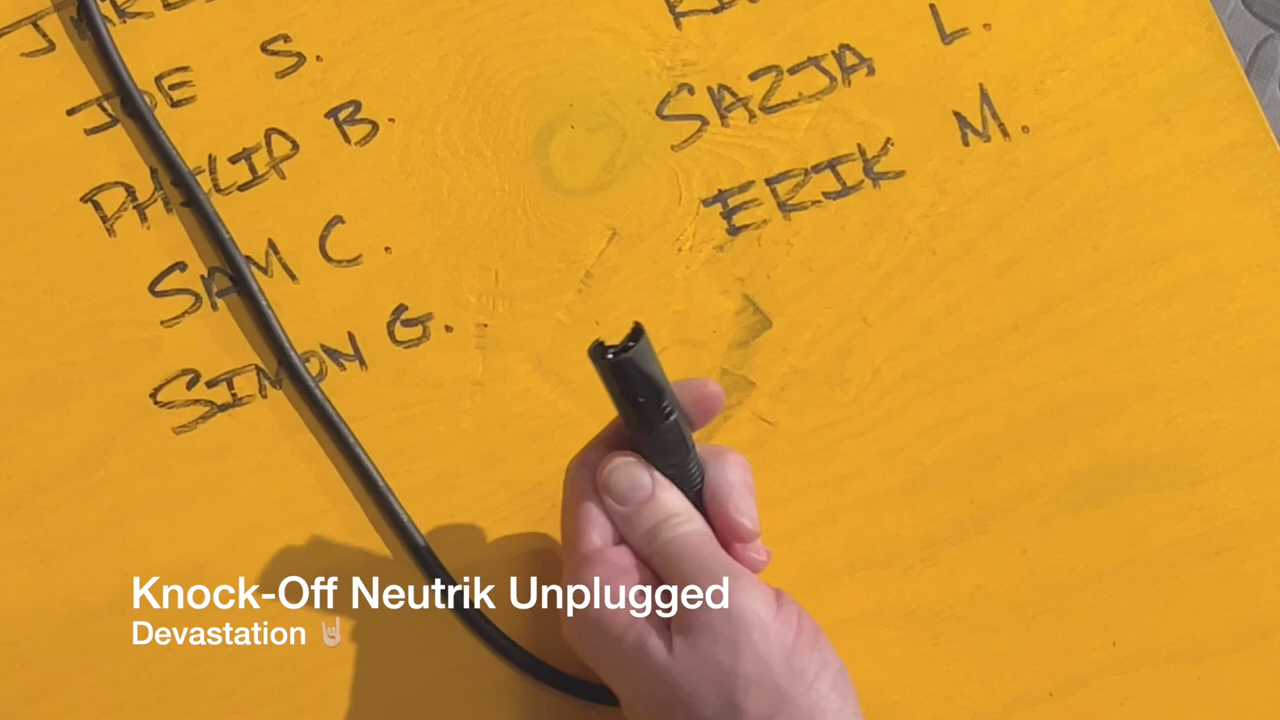 JOE S.
PHILIP B.
SAM C.
SIMON G.
L.
SAZJA
ERIK M.
Knock-Off Neutrik Unplugged
Devastation 🤘🏻